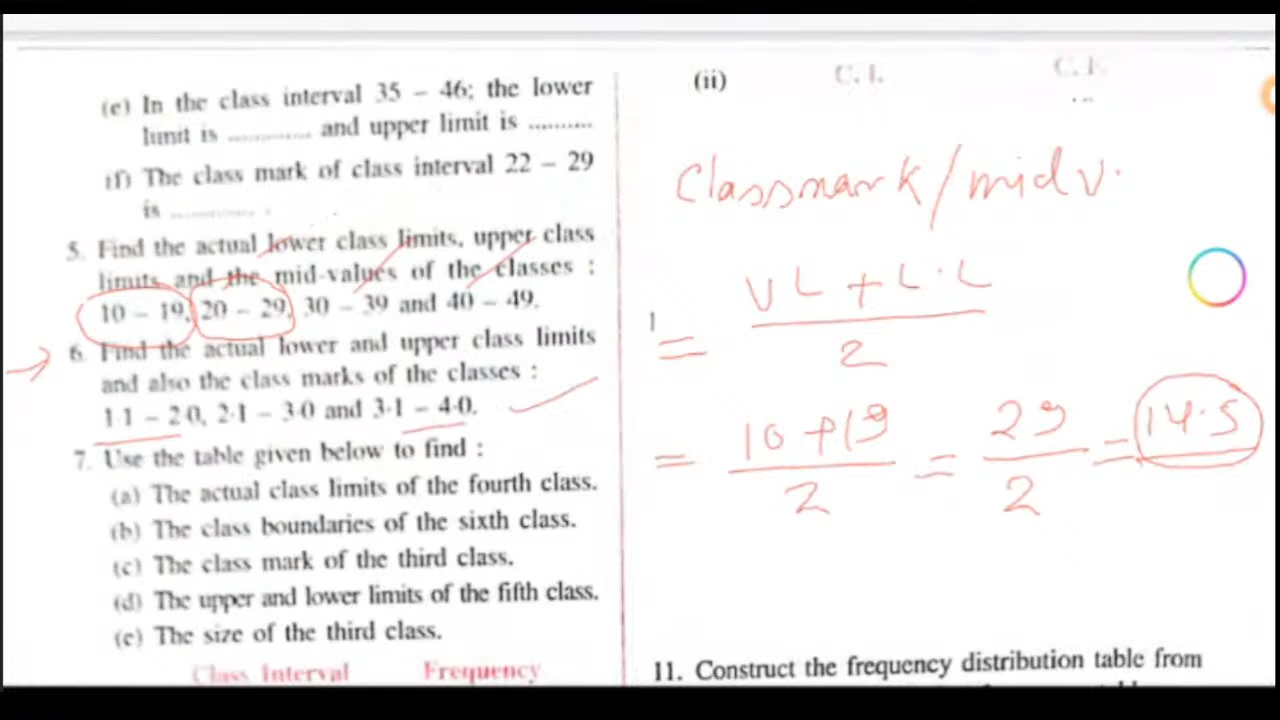 (e) In the class interval 35 – 46; the lower
limit is ............ and upper limit is ..........
(f) The class mark of class interval 22 – 29
is ............ .
5. Find the actual lower class limits, upper class
limits and the mid-values of the classes :
10 – 19, 20 – 29, 30 – 39 and 40 – 49.
6. Find the actual lower and upper class limits
and also the class marks of the classes :
1·1 – 2·0, 2·1 – 3·0 and 3·1 – 4·0.
7. Use the table given below to find :
(a) The actual class limits of the fourth class.
(b) The class boundaries of the sixth class.
(c) The class mark of the third class.
(d) The upper and lower limits of the fifth class.
(e) The size of the third class.
Class Interval Frequency
(ii) C. I. C. I.
Classmark/mid v.
= UL + L.L
2
= 10 + 19 = 29 = 14.5
2 2
11. Construct the frequency distribution table from